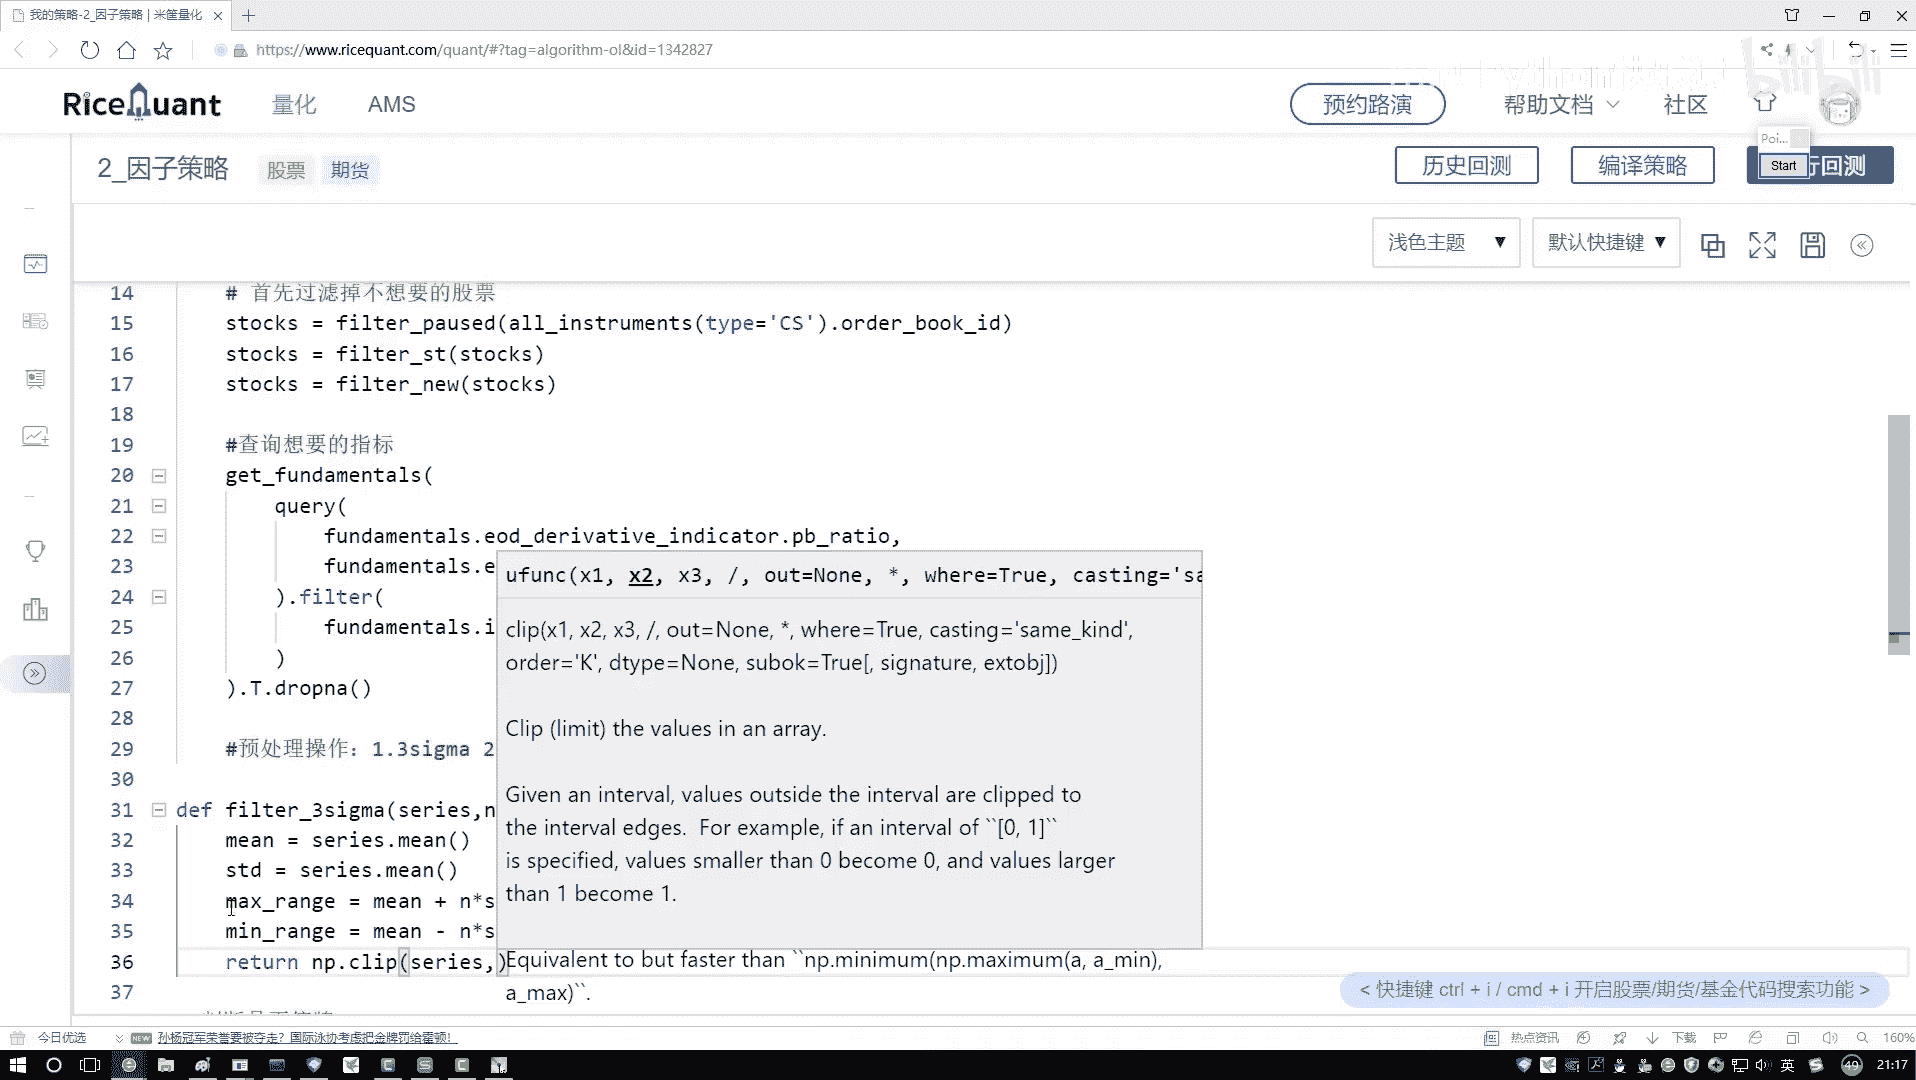 我的策略-2_因子策略 | 米筐量化
https://www.ricequant.com/quant/#?tag=algorithm-ol&id=1342827
bilibili
RiceQuant 量化 AMS 预约路演 帮助文档 社区
Poi...
2_因子策略 股票 期货 历史回测 编译策略 Start 行回测
浅色主题 ▼ 默认快捷键 ▼
14 # 首先过滤掉不想要的股票
15 stocks = filter_paused(all_instruments(type='CS').order_book_id)
16 stocks = filter_st(stocks)
17 stocks = filter_new(stocks)
18
19 #查询想要的指标
20 get_fundamentals(
21 query(
22 fundamentals.eod_derivative_indicator.pb_ratio,
23 fundamentals.e
24 ).filter(
25 fundamentals.i
26 )
27 ).T.dropna()
28
29 #预处理操作：1.3sigma 2
30
31 def filter_3sigma(series,n
32 mean = series.mean()
33 std = series.mean()
34 max_range = mean + n*s
35 min_range = mean - n*s
36 return np.clip(series,)
37
ufunc(x1, x2, x3, /, out=None, *, where=True, casting='sa
clip(x1, x2, x3, /, out=None, *, where=True, casting='same_kind',
order='K', dtype=None, subok=True[, signature, extobj])
Clip (limit) the values in an array.
Given an interval, values outside the interval are clipped to
the interval edges.  For example, if an interval of ``[0, 1]``
is specified, values smaller than 0 become 0, and values larger
than 1 become 1.
Equivalent to but faster than ``np.minimum(np.maximum(a, a_min),
a_max)``.
< 快捷键 ctrl + i / cmd + i 开启股票/期货/基金代码搜索功能 >
今日优选 NEW 孙杨冠军荣誉要被夺走？国际泳协考虑把金牌罚给霍顿！ 热点资讯 下载 160%
英 49 21:17